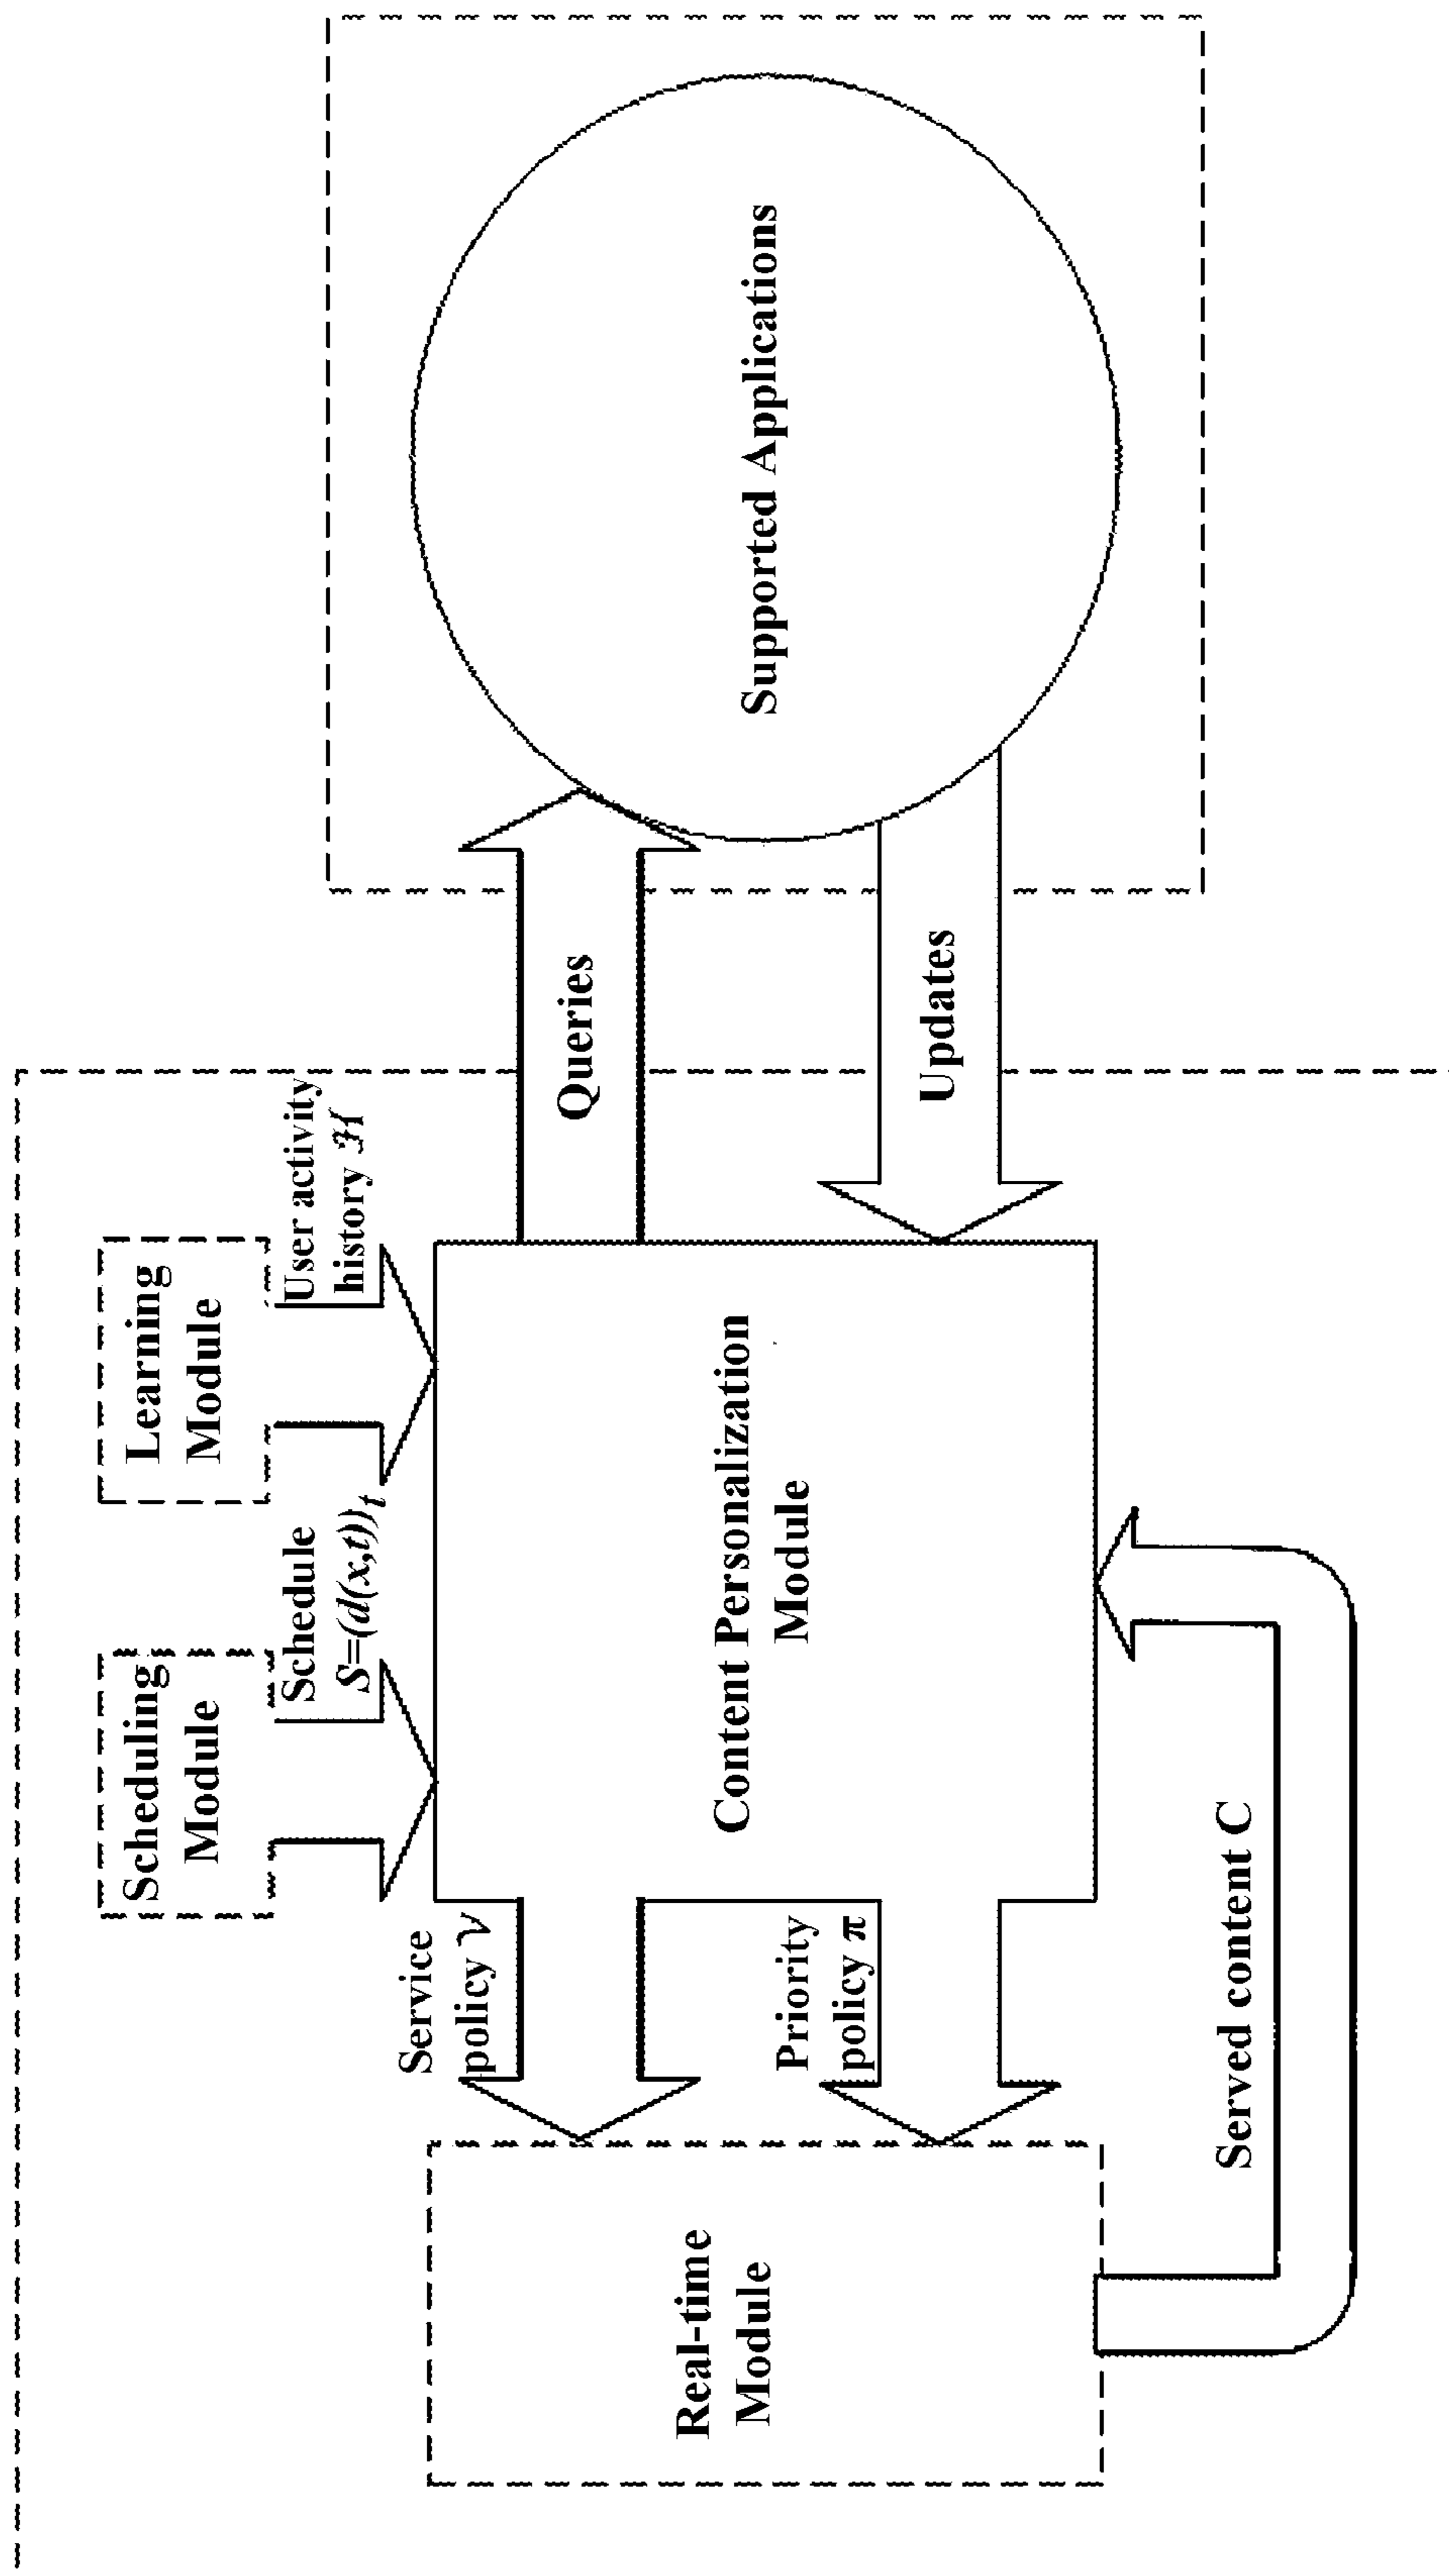 Scheduling
Module
Learning
Module
Schedule
S=(d(x,t))t
User activity
history ℋ
Service
policy 𝒱
Priority
policy π
Real-time
Module
Content Personalization
Module
Queries
Updates
Supported Applications
Served content C